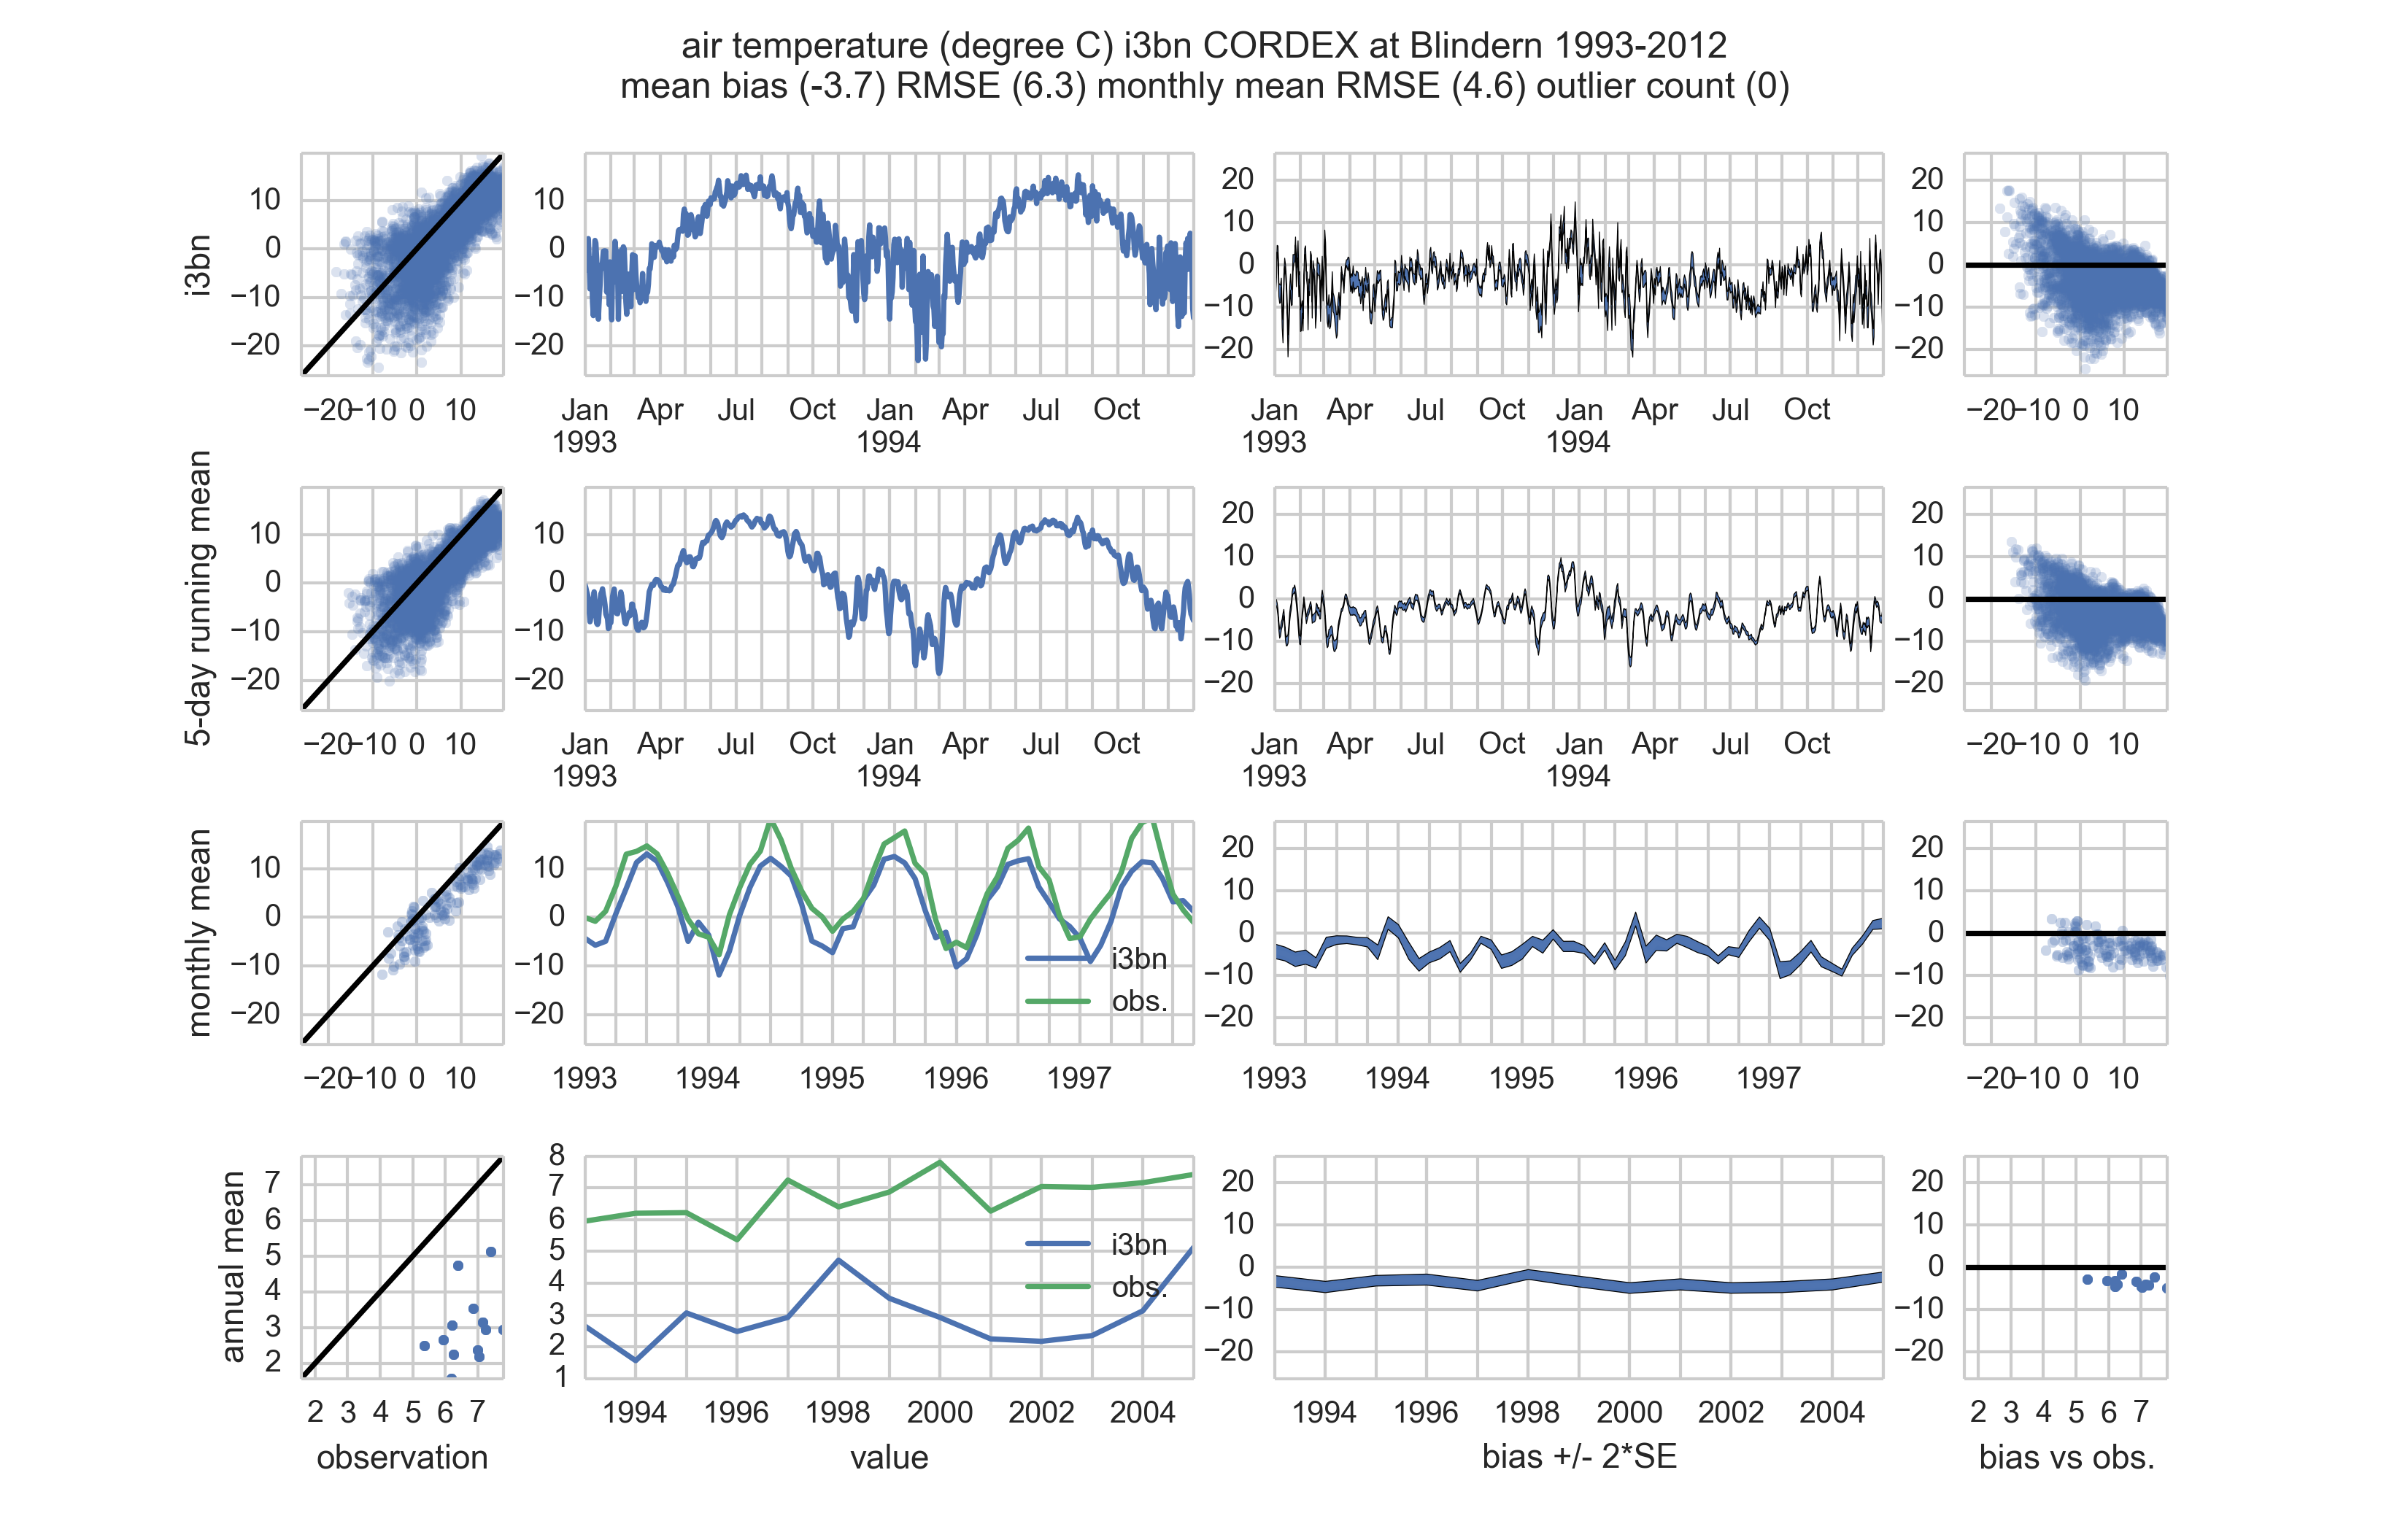 air temperature (degree C) i3bn CORDEX at Blindern 1993-2012
mean bias (-3.7) RMSE (6.3) monthly mean RMSE (4.6) outlier count (0)
i3bn
10
0
−10
−20
−20 −10 0 10
10
0
−10
−20
Jan Apr Jul Oct Jan Apr Jul Oct
1993 1994
20
10
0
−10
−20
Jan Apr Jul Oct Jan Apr Jul Oct
1993 1994
20
10
0
−10
−20
−20 −10 0 10
5-day running mean
10
0
−10
−20
−20 −10 0 10
10
0
−10
−20
Jan Apr Jul Oct Jan Apr Jul Oct
1993 1994
20
10
0
−10
−20
Jan Apr Jul Oct Jan Apr Jul Oct
1993 1994
20
10
0
−10
−20
−20 −10 0 10
monthly mean
10
0
−10
−20
−20 −10 0 10
10
0
−10
−20
i3bn
obs.
1993 1994 1995 1996 1997
20
10
0
−10
−20
1993 1994 1995 1996 1997
20
10
0
−10
−20
−20 −10 0 10
annual mean
7
6
5
4
3
2
2 3 4 5 6 7
observation
8
7
6
5
4
3
2
1
i3bn
obs.
1994 1996 1998 2000 2002 2004
value
20
10
0
−10
−20
1994 1996 1998 2000 2002 2004
bias +/- 2*SE
20
10
0
−10
−20
2 3 4 5 6 7
bias vs obs.